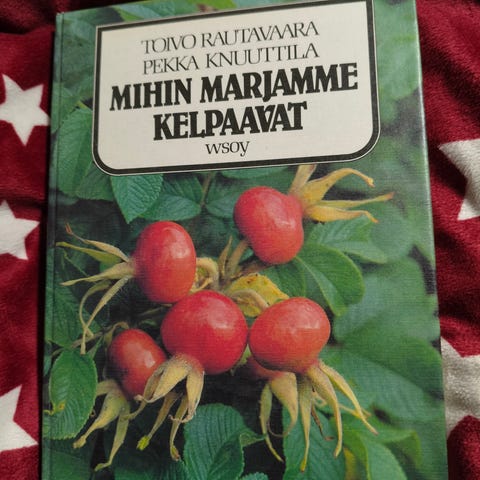 TOIVO RAUTAVAARA
PEKKA KNUUTTILA
MIHIN MARJAMME
KELPAAVAT
wsoy